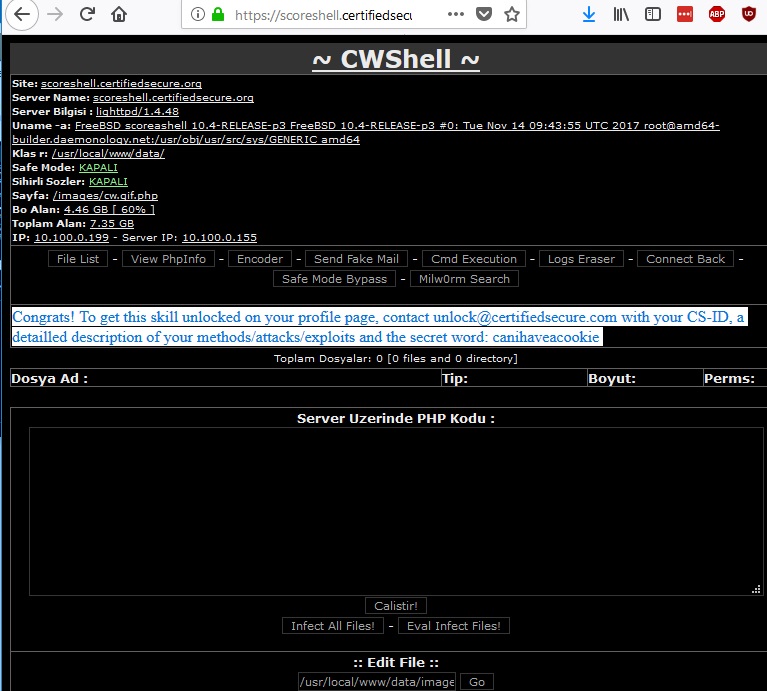 https://scoreshell.certifiedsecu
~ CWShell ~
Site: scoreshell.certifiedsecure.org
Server Name: scoreshell.certifiedsecure.org
Server Bilgisi : lighttpd/1.4.48
Uname -a: FreeBSD scoreashell 10.4-RELEASE-p3 FreeBSD 10.4-RELEASE-p3 #0: Tue Nov 14 09:43:55 UTC 2017 root@amd64-
builder.daemonology.net:/usr/obj/usr/src/sys/GENERIC amd64
Klas r: /usr/local/www/data/
Safe Mode: KAPALI
Sihirli Sozler: KAPALI
Sayfa: /images/cw.gif.php
Bo Alan: 4.46 GB [ 60% ]
Toplam Alan: 7.35 GB
IP: 10.100.0.199 - Server IP: 10.100.0.155
File List - View PhpInfo - Encoder - Send Fake Mail - Cmd Execution - Logs Eraser - Connect Back -
Safe Mode Bypass - Milw0rm Search
Congrats! To get this skill unlocked on your profile page, contact unlock@certifiedsecure.com with your CS-ID, a
detailled description of your methods/attacks/exploits and the secret word: canihaveacookie
Toplam Dosyalar: 0 [0 files and 0 directory]
Dosya Ad : Tip: Boyut: Perms:
Server Uzerinde PHP Kodu :
Calistir!
Infect All Files! - Eval Infect Files!
:: Edit File ::
/usr/local/www/data/image Go